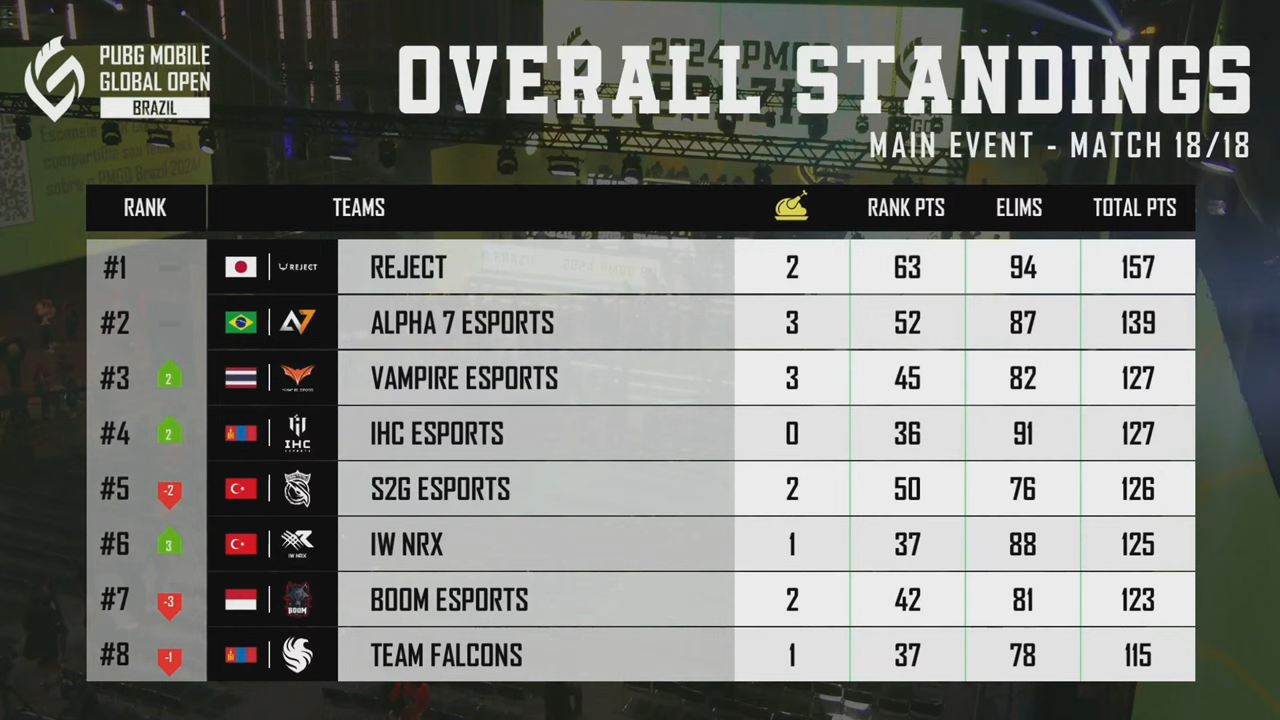 PUBG MOBILE
GLOBAL OPEN
BRAZIL
OVERALL STANDINGS
MAIN EVENT - MATCH 18/18
RANK TEAMS RANK PTS ELIMS TOTAL PTS
#1 REJECT REJECT 2 63 94 157
#2 A7 ALPHA 7 ESPORTS 3 52 87 139
#3 2 VAMPIRE ESPORTS 3 45 82 127
#4 2 IHC ESPORTS IHC ESPORTS 0 36 91 127
#5 -2 S2G ESPORTS 2 50 76 126
#6 3 IW NRX IW NRX 1 37 88 125
#7 -3 BOOM BOOM ESPORTS 2 42 81 123
#8 -1 TEAM FALCONS 1 37 78 115